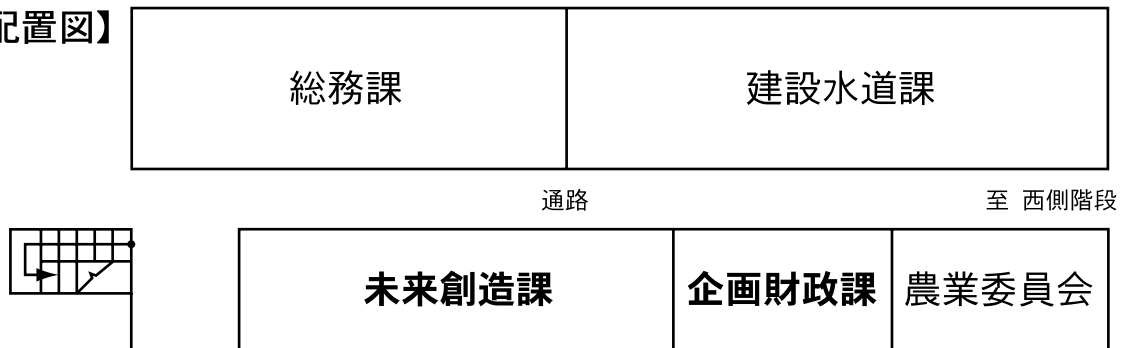 置図】
総務課
建設水道課
通路
至 西側階段
未来創造課
企画財政課
農業委員会